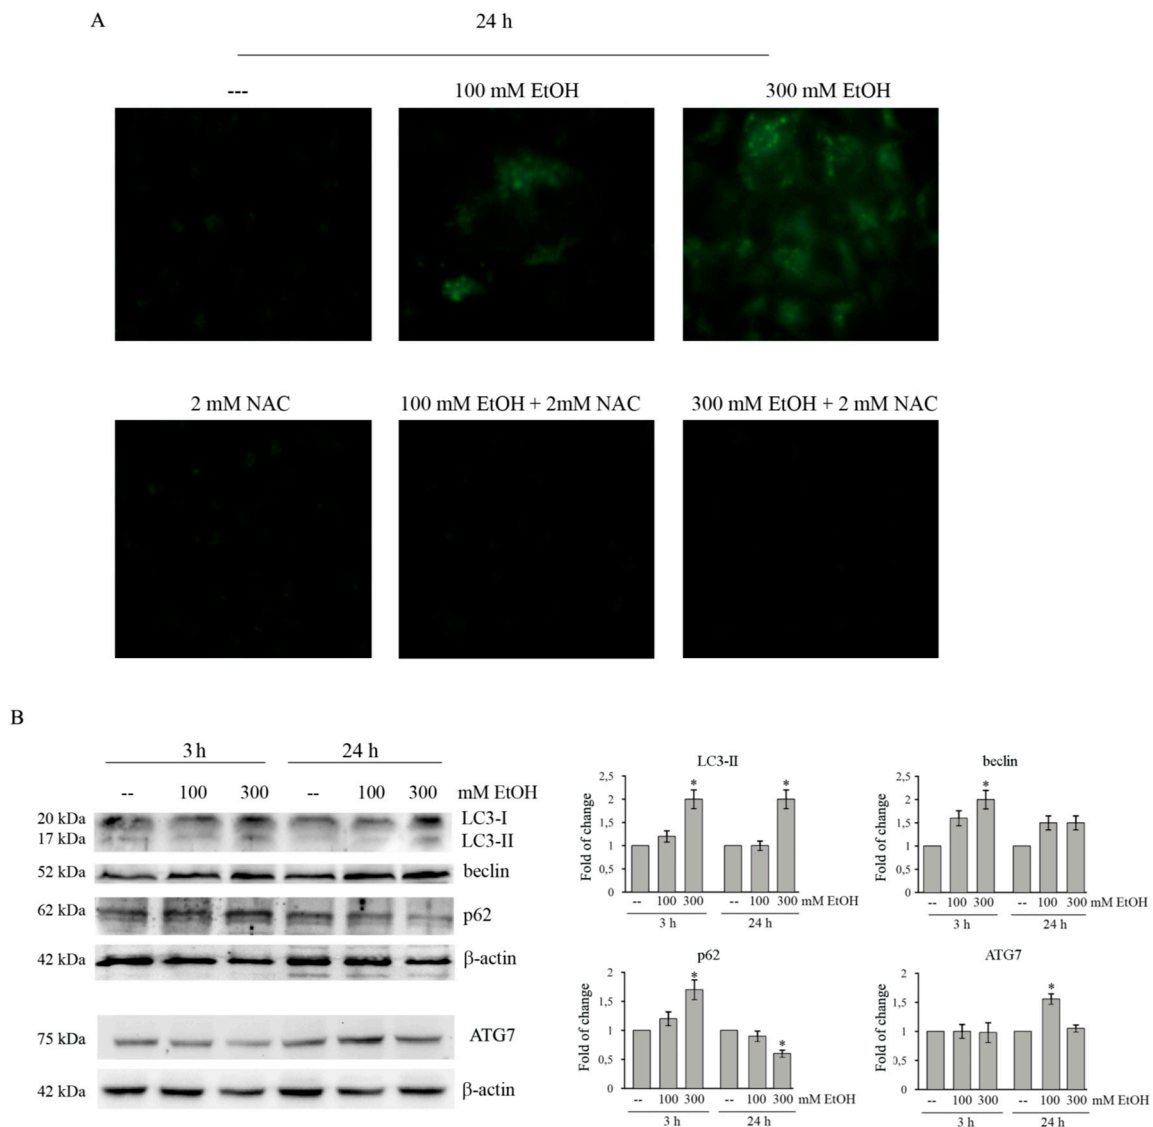 A
24 h
---
100 mM EtOH
300 mM EtOH
2 mM NAC
100 mM EtOH + 2mM NAC
300 mM EtOH + 2 mM NAC
B
3 h
24 h
-- 100 300 -- 100 300 mM EtOH
20 kDa LC3-I
17 kDa LC3-II
52 kDa beclin
62 kDa p62
42 kDa β-actin
75 kDa ATG7
42 kDa β-actin
LC3-II
Fold of change
2,5
2
1,5
1
0,5
0
* *
-- 100 300 -- 100 300 mM EtOH
3 h 24 h
beclin
Fold of change
2,5
2
1,5
1
0,5
0
*
-- 100 300 -- 100 300 mM EtOH
3 h 24 h
p62
Fold of change
2
1,5
1
0,5
0
* *
-- 100 300 -- 100 300 mM EtOH
3 h 24 h
ATG7
Fold of change
2
1,5
1
0,5
0
*
-- 100 300 -- 100 300 mM EtOH
3 h 24 h